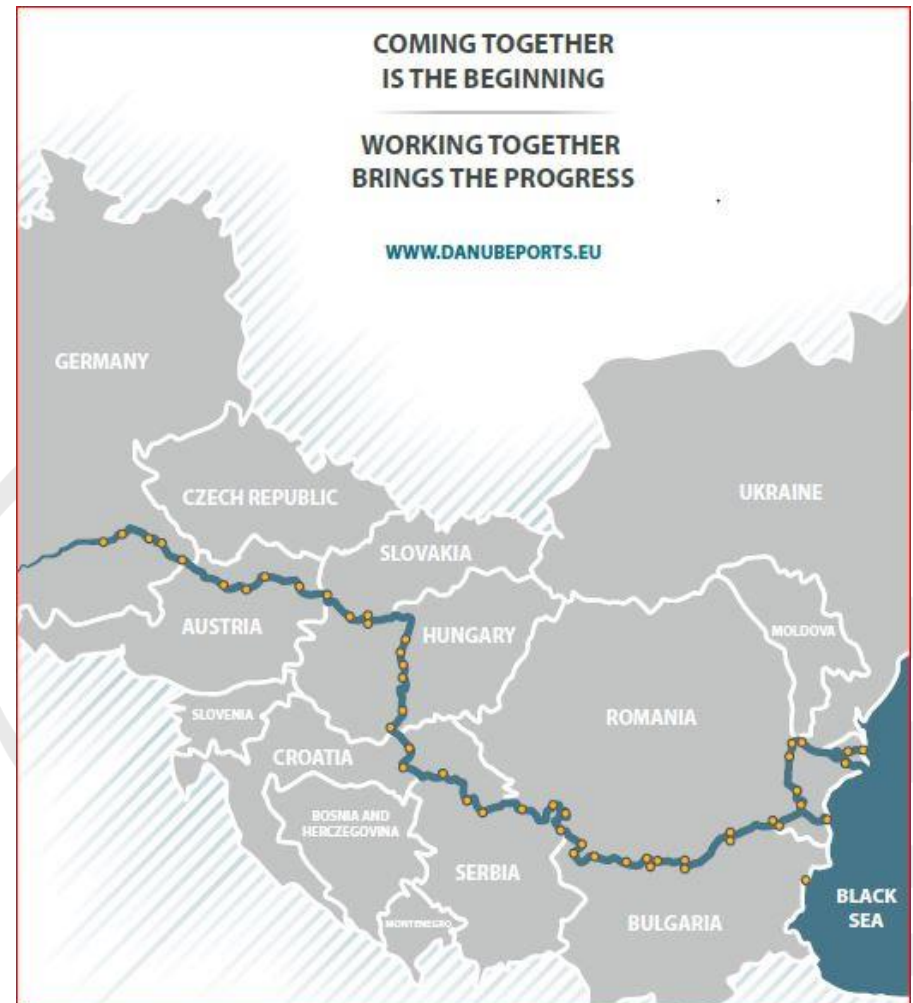 COMING TOGETHER
IS THE BEGINNING
WORKING TOGETHER
BRINGS THE PROGRESS
WWW.DANUBEPORTS.EU
GERMANY
CZECH REPUBLIC
UKRAINE
SLOVAKIA
AUSTRIA
HUNGARY
MOLDOVA
SLOVENIA
ROMANIA
CROATIA
BOSNIA AND
HERCZEGOVINA
SERBIA
BLACK
SEA
MONTENEGRO
BULGARIA